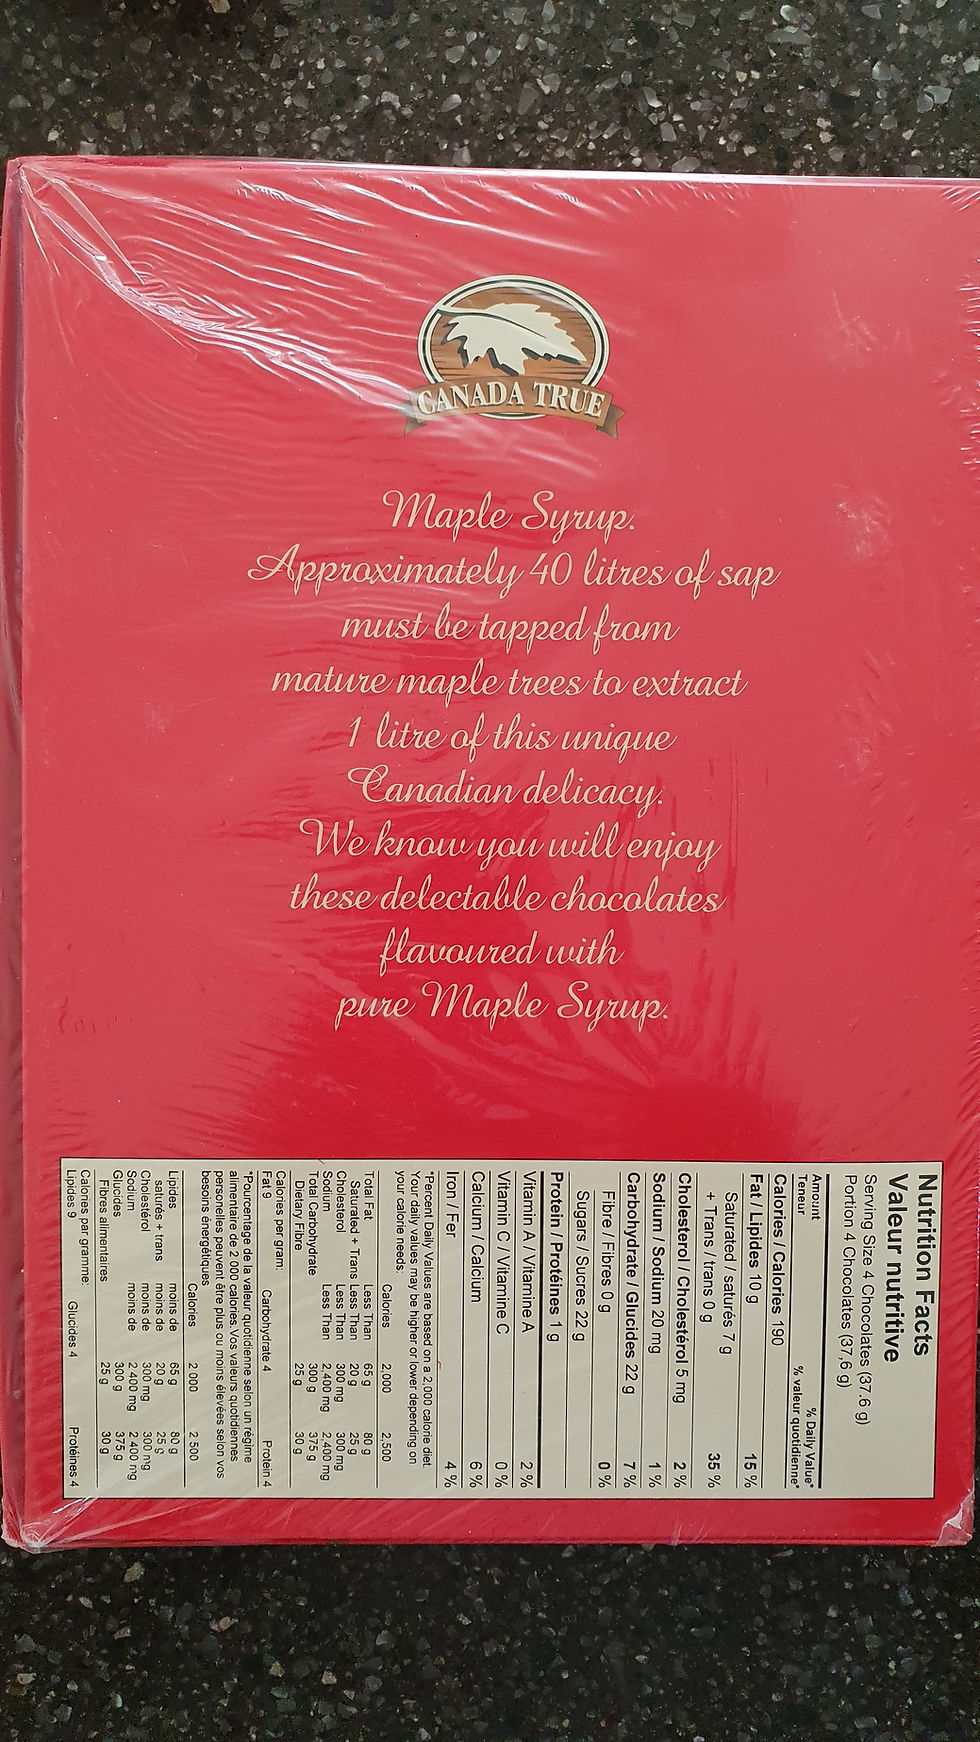 CANADA TRUE
Maple Syrup.
Approximately 40 litres of sap
must be tapped from
mature maple trees to extract
1 litre of this unique
Canadian delicacy.
We know you will enjoy
these delectable chocolates
flavoured with
pure Maple Syrup.
Nutrition Facts
Valeur nutritive
Serving Size 4 Chocolates (37.6 g)
Portion 4 Chocolates (37,6 g)
Amount % Daily Value*
Teneur % valeur quotidienne*
Calories / Calories 190
Fat / Lipides 10 g 15 %
Saturated / saturés 7 g
+ Trans / trans 0 g 35 %
Cholesterol / Cholestérol 5 mg 2 %
Sodium / Sodium 20 mg 1 %
Carbohydrate / Glucides 22 g 7 %
Fibre / Fibres 0 g 0 %
Sugars / Sucres 22 g
Protein / Protéines 1 g
Vitamin A / Vitamine A 2 %
Vitamin C / Vitamine C 0 %
Calcium / Calcium 6 %
Iron / Fer 4 %
*Percent Daily Values are based on a 2,000 calorie diet.
Your daily values may be higher or lower depending on
your calorie needs:
Calories 2,000 2,500
Total Fat Less Than 65 g 80 g
Saturated + Trans Less Than 20 g 25 g
Cholesterol Less Than 300 mg 300 mg
Sodium Less Than 2,400 mg 2,400 mg
Total Carbohydrate 300 g 375 g
Dietary Fibre 25 g 30 g
Calories per gram:
Fat 9 Carbohydrate 4 Protein 4
*Pourcentage de la valeur quotidienne selon un régime
alimentaire de 2 000 calories. Vos valeurs quotidiennes
personelles peuvent être plus ou moins élevées selon vos
besoins énergétiques
Calories 2 000 2 500
Lipides moins de 65 g 80 g
saturés + trans moins de 20 g 25 g
Cholestérol moins de 300 mg 300 mg
Sodium moins de 2 400 mg 2 400 mg
Glucides 300 g 375 g
Fibres alimentaires 25 g 30 g
Calories par gramme:
Lipides 9 Glucides 4 Protéines 4